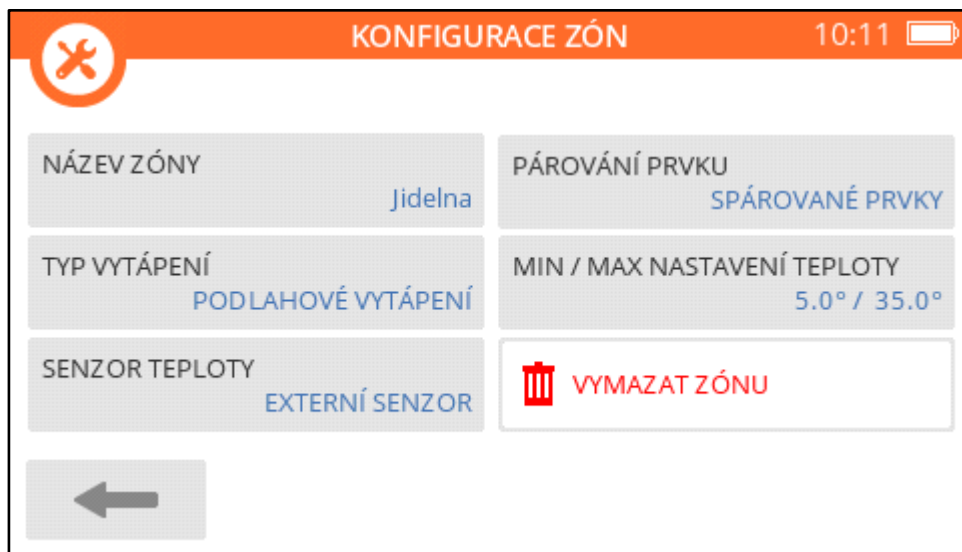 KONFIGURACE ZÓN
10:11
NÁZEV ZÓNY
Jidelna
PÁROVÁNÍ PRVKU
SPÁROVANÉ PRVKY
TYP VYTÁPENÍ
PODLAHOVÉ VYTÁPENÍ
MIN / MAX NASTAVENÍ TEPLOTY
5.0° / 35.0°
SENZOR TEPLOTY
EXTERNÍ SENZOR
VYMAZAT ZÓNU